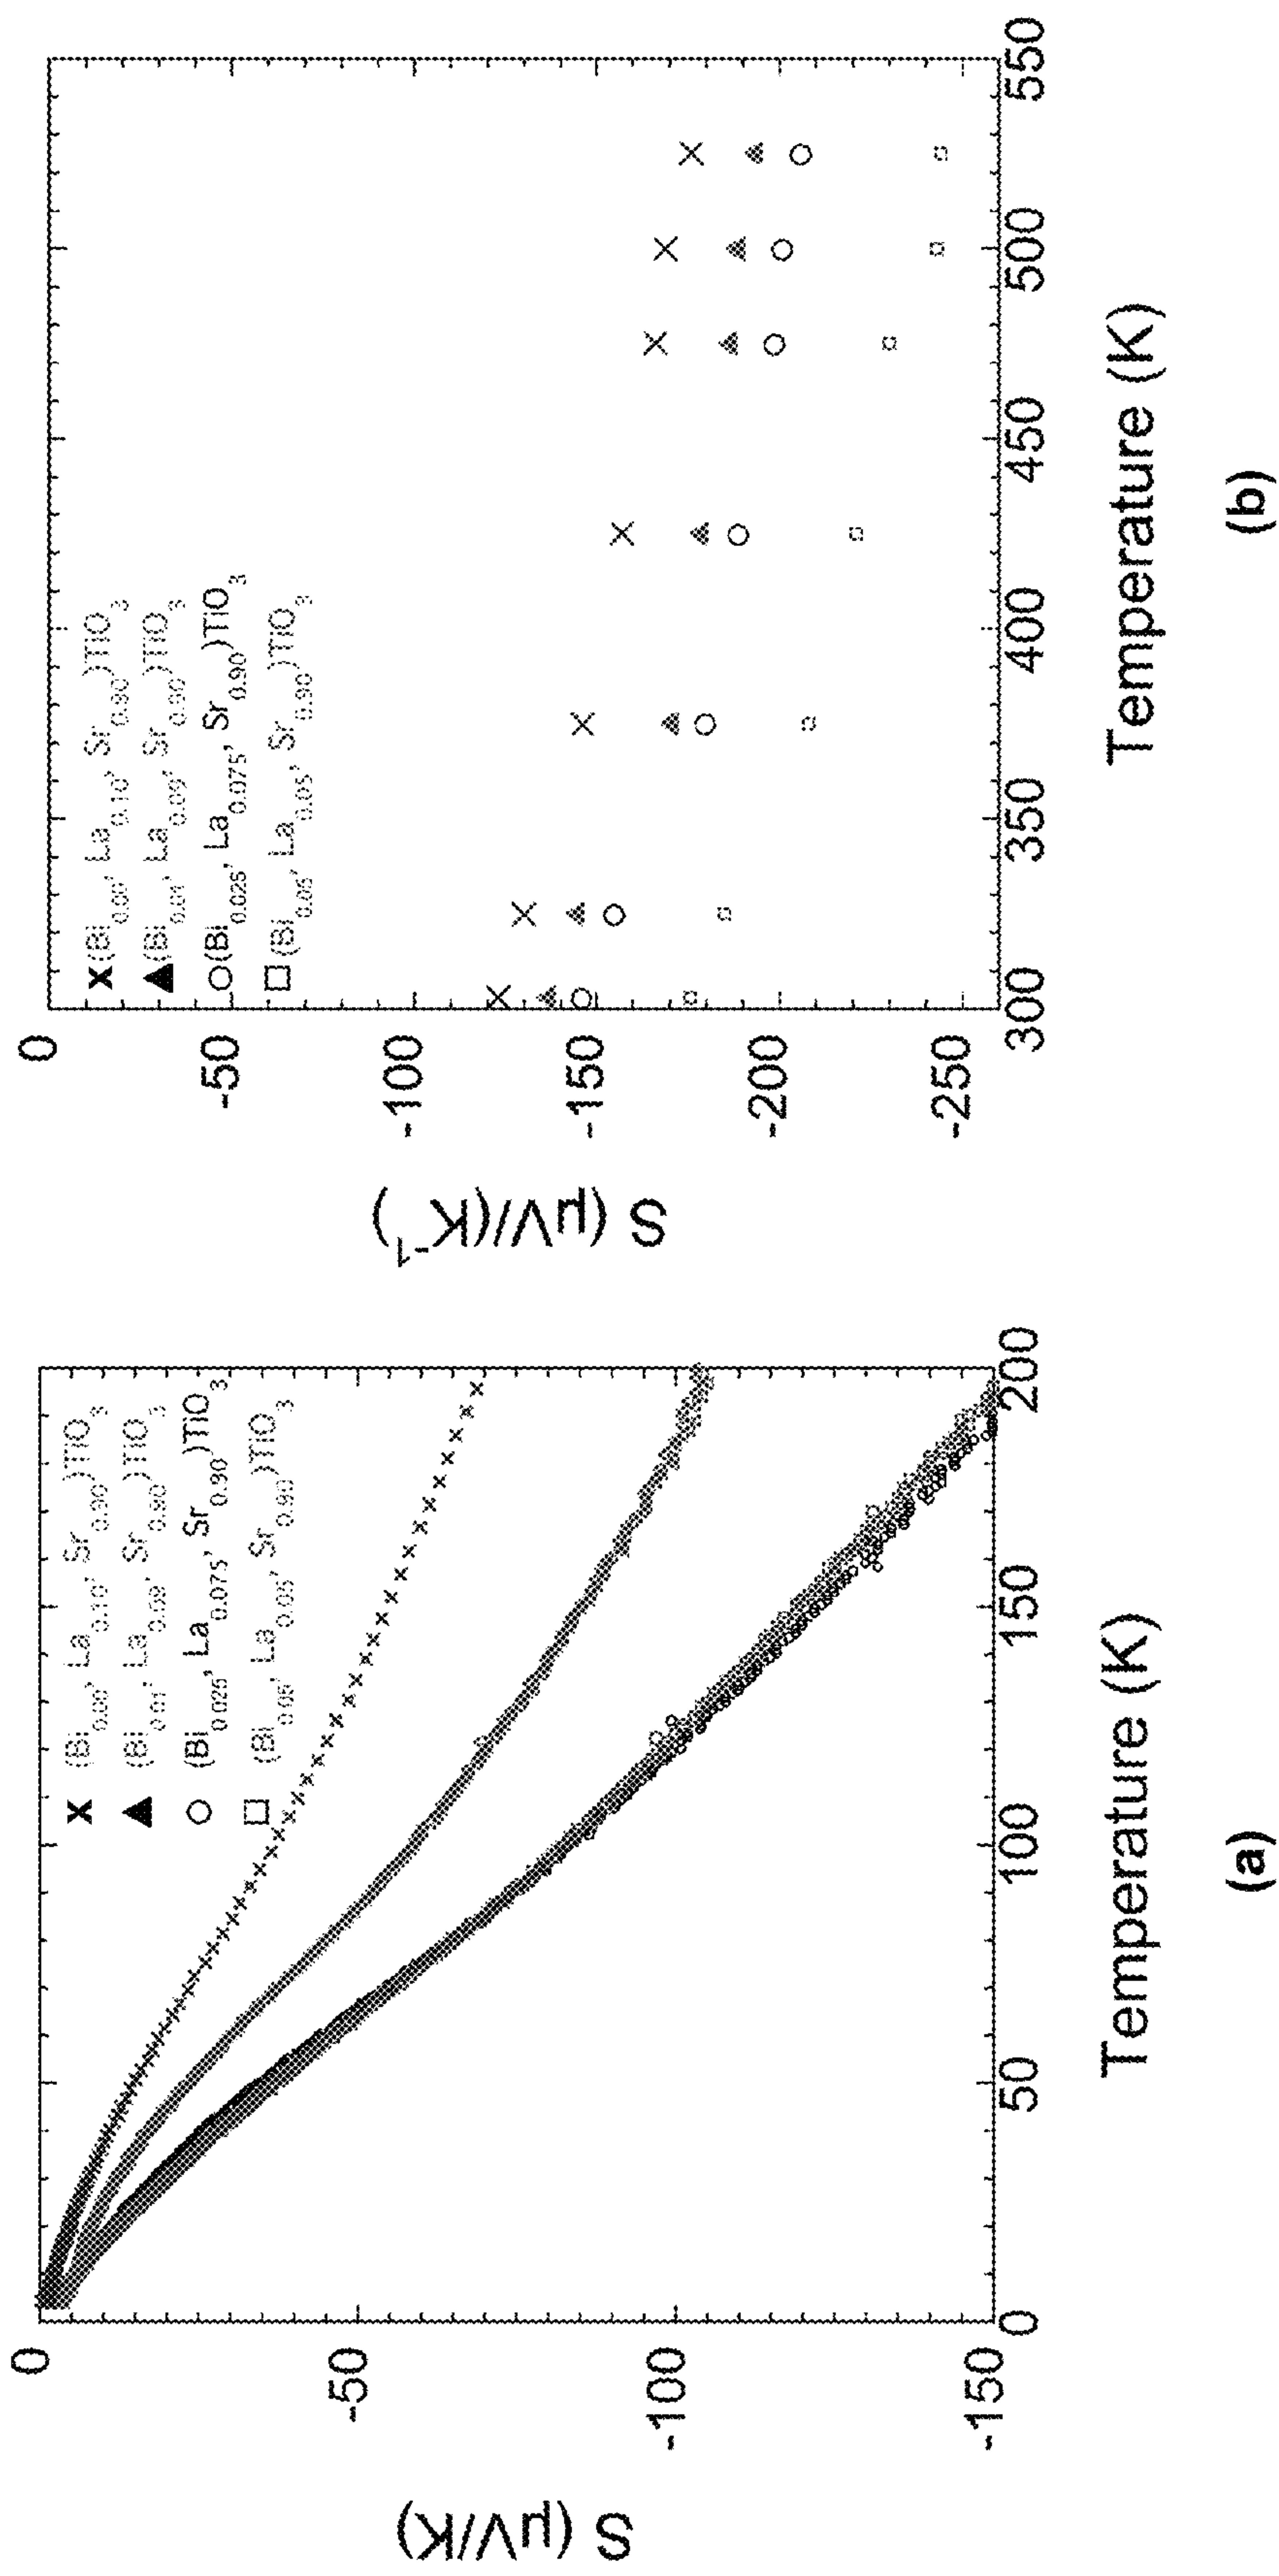 0
-50
-100
-150
S (µV/K)
x (Bi0.00, La0.10, Sr0.90)TiO3
▲ (Bi0.01, La0.09, Sr0.90)TiO3
○ (Bi0.025, La0.075, Sr0.90)TiO3
□ (Bi0.05, La0.05, Sr0.90)TiO3
0 50 100 150 200
Temperature (K)
(a)
0
-50
-100
-150
-200
-250
S (µV/(K-1)
x (Bi0.00, La0.10, Sr0.90)TiO3
▲ (Bi0.01, La0.09, Sr0.90)TiO3
○ (Bi0.025, La0.075, Sr0.90)TiO3
□ (Bi0.05, La0.05, Sr0.90)TiO3
300 350 400 450 500 550
Temperature (K)
(b)